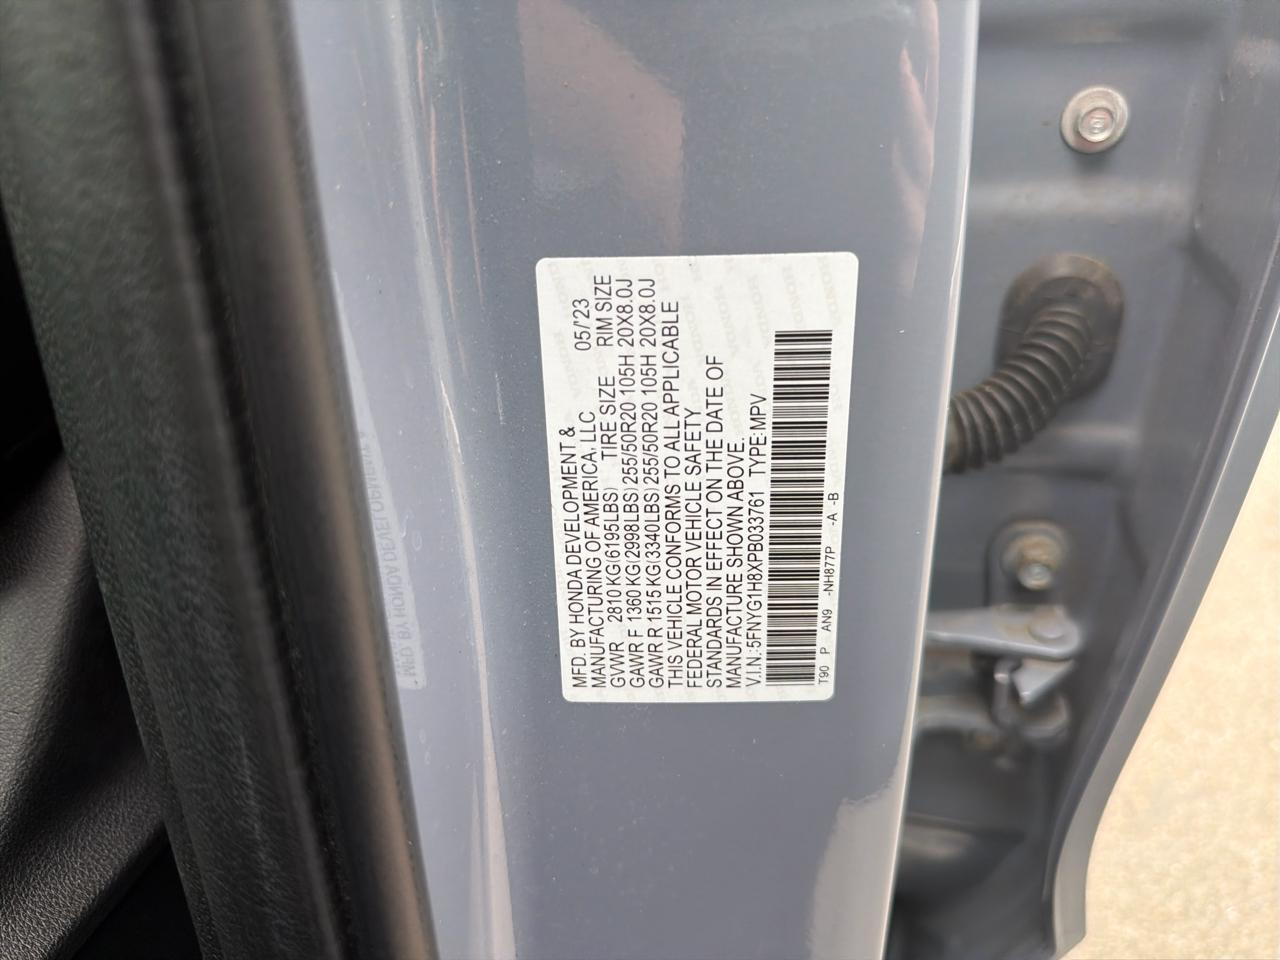 MFD. BY HONDA DEVELOPMENT &
MANUFACTURING OF AMERICA, LLC 05/'23
GVWR 2810 KG(6195LBS) TIRE SIZE RIM SIZE
GAWR F 1360 KG(2998LBS)255/50R20 105H 20X8.0J
GAWR R 1515 KG(3340LBS)255/50R20 105H 20X8.0J
THIS VEHICLE CONFORMS TO ALL APPLICABLE
FEDERAL MOTOR VEHICLE SAFETY
STANDARDS IN EFFECT ON THE DATE OF
MANUFACTURE SHOWN ABOVE.
V.I.N.:5FNYG1H8XPB033761 TYPE:MPV
T90 P AN9 -NH877P -A -B